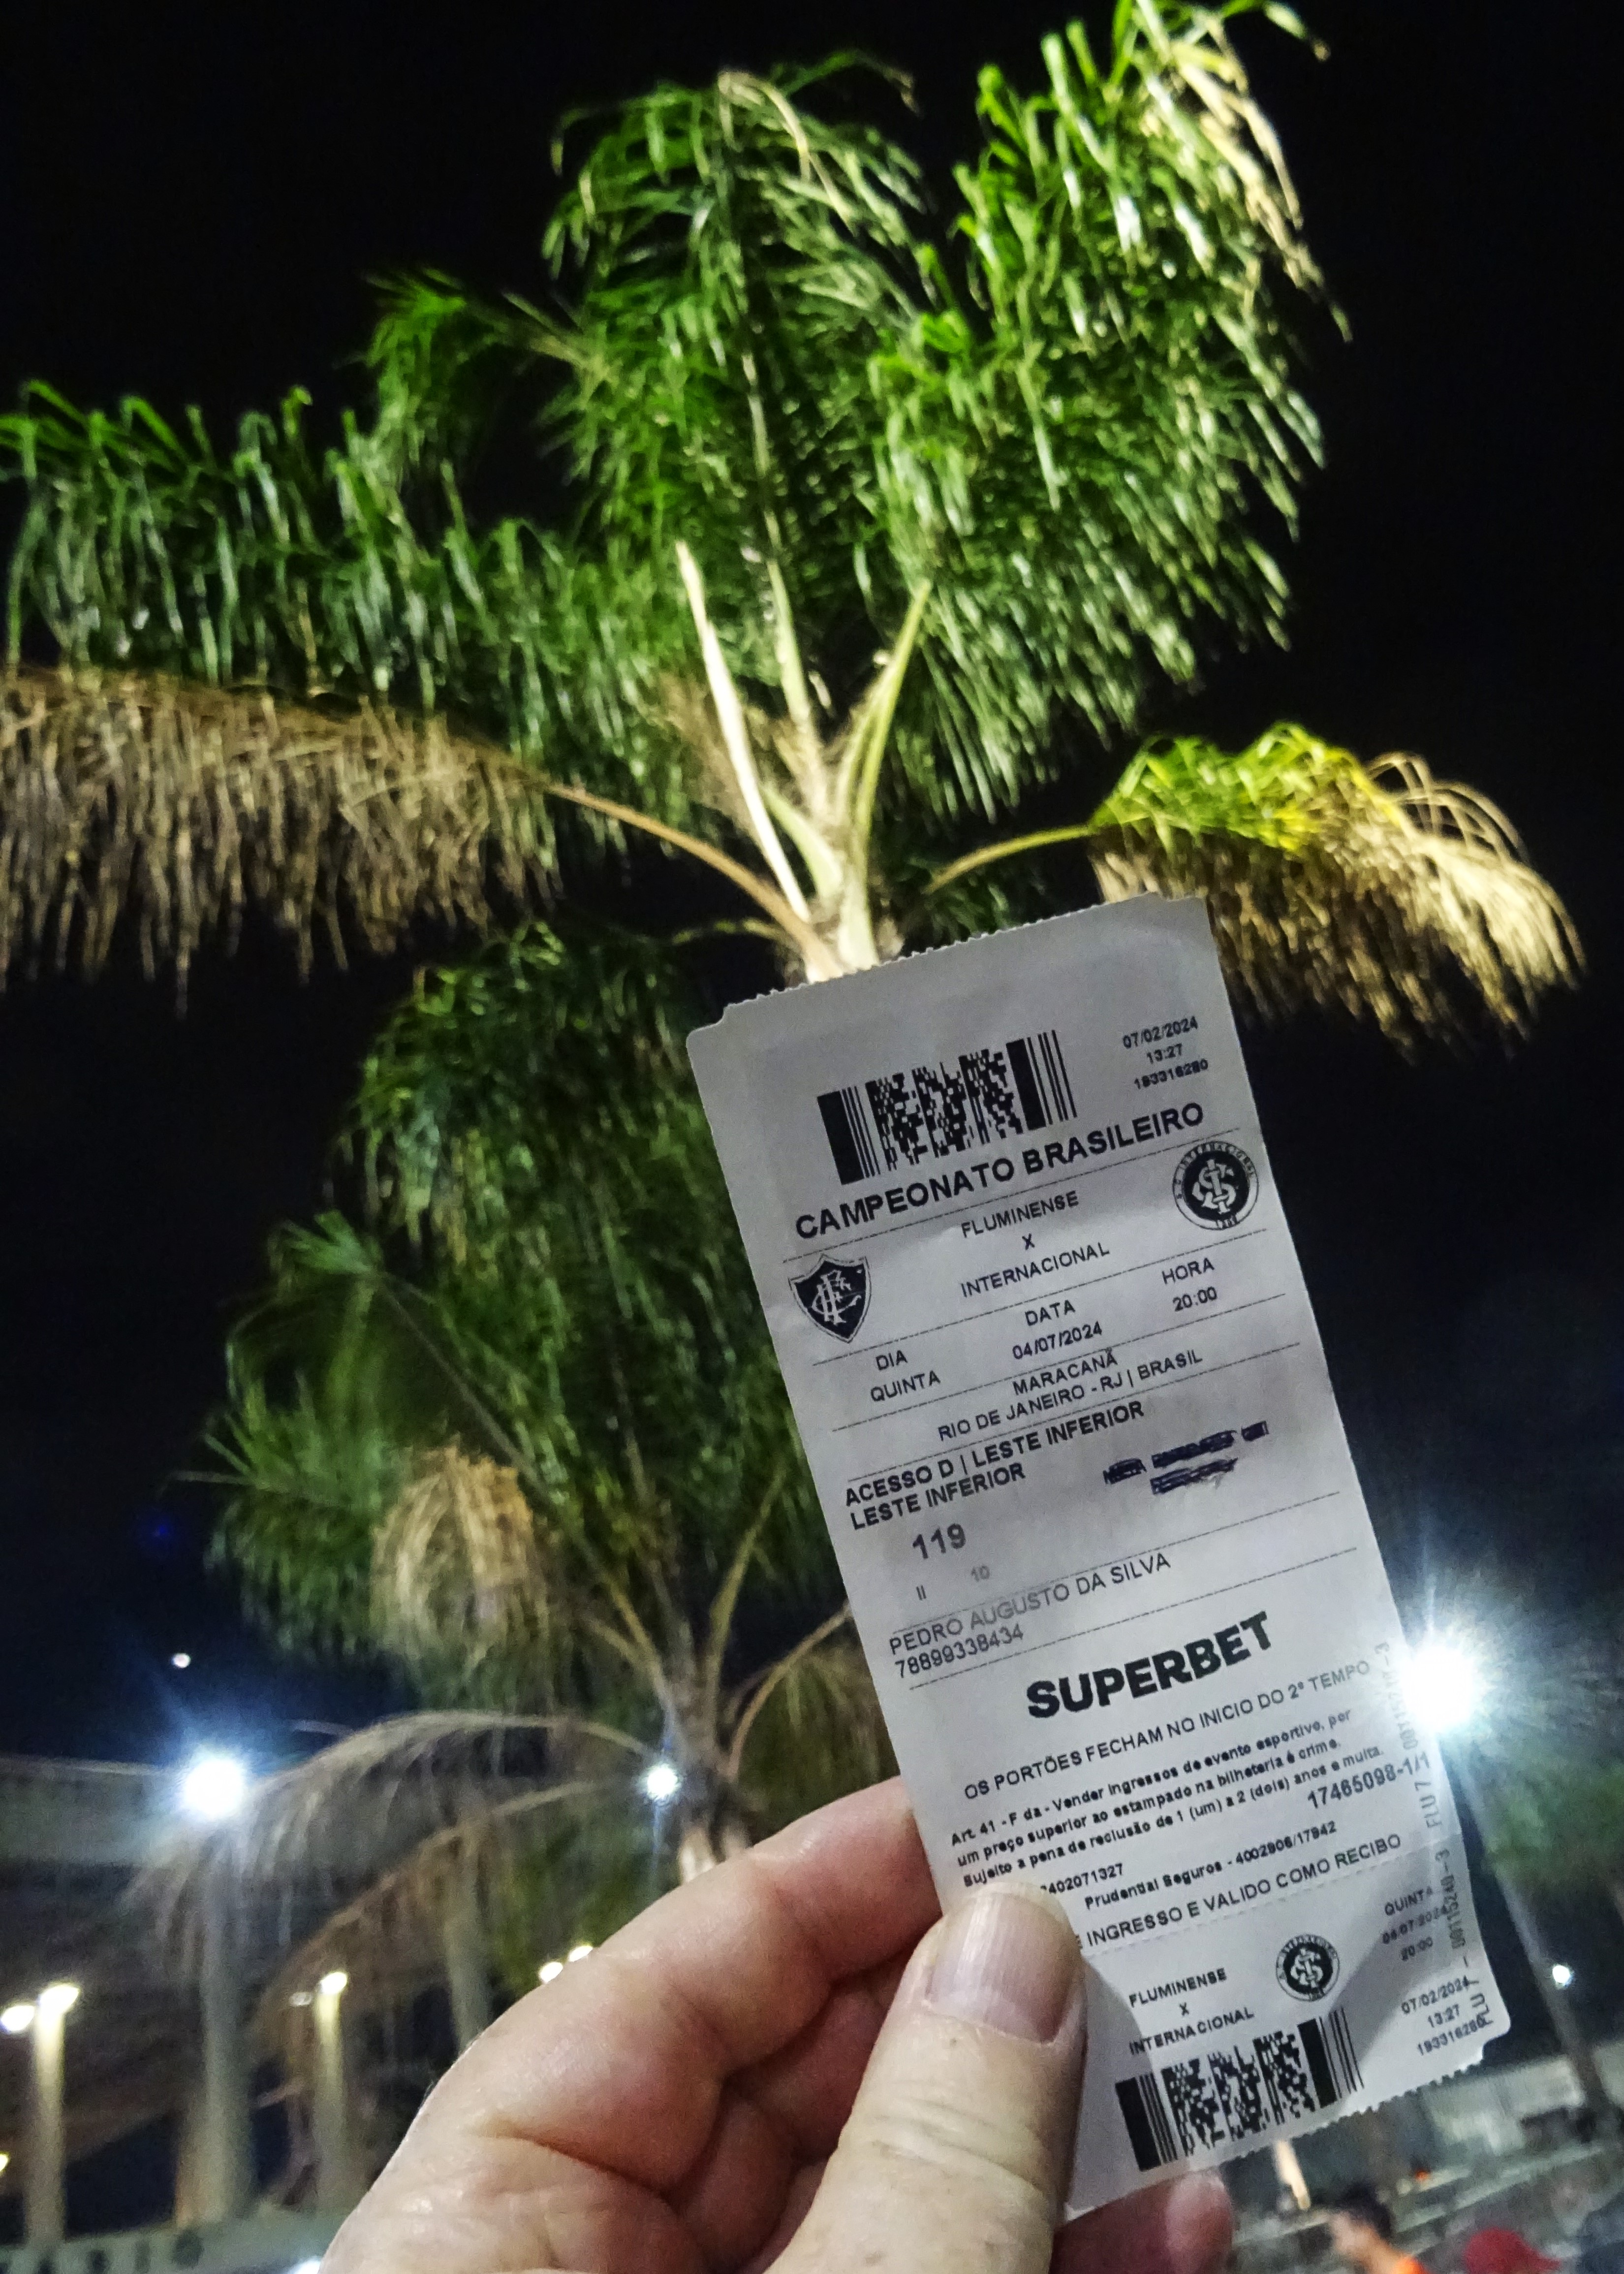 07/02/2024
13:27
193316280
CAMPEONATO BRASILEIRO
FLUMINENSE
X
INTERNACIONAL
DIA
DATA
HORA
QUINTA
04/07/2024
20:00
MARACANÃ
RIO DE JANEIRO - RJ | BRASIL
ACESSO D | LESTE INFERIOR
LESTE INFERIOR
119
II 10
PEDRO AUGUSTO DA SILVA
78899338434
SUPERBET
OS PORTÕES FECHAM NO INICIO DO 2º TEMPO
Art. 41 - F da - Vender ingressos de evento esportivo, por
um preço superior ao estampado na bilheteria é crime.
Sujeito a pena de reclusão de 1 (um) a 2 (dois) anos e multa.
17465098-1/1
402071327
Prudential Seguros - 4002906/17942
INGRESSO E VALIDO COMO RECIBO
FLUMINENSE
X
INTERNACIONAL
QUINTA
04/07/2024
20:00
07/02/2024
13:27
193316280